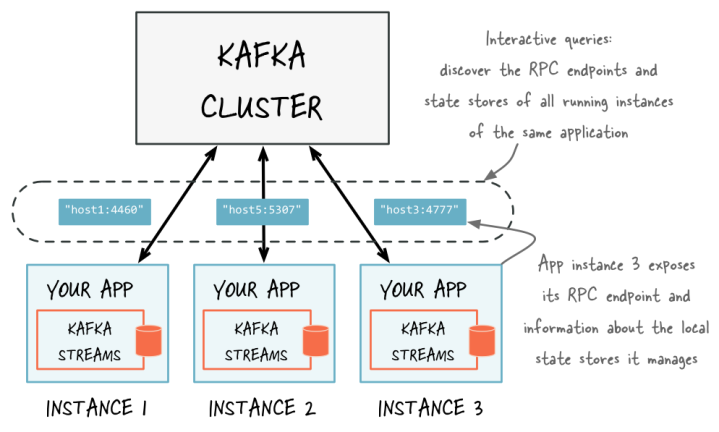 KAFKA
CLUSTER
Interactive queries:
discover the RPC endpoints and
state stores of all running instances
of the same application
"host1:4460"
"host5:5307"
"host3:4777"
App instance 3 exposes
its RPC endpoint and
information about the local
state stores it manages
YOUR APP
KAFKA
STREAMS
INSTANCE 1
YOUR APP
KAFKA
STREAMS
INSTANCE 2
YOUR APP
KAFKA
STREAMS
INSTANCE 3